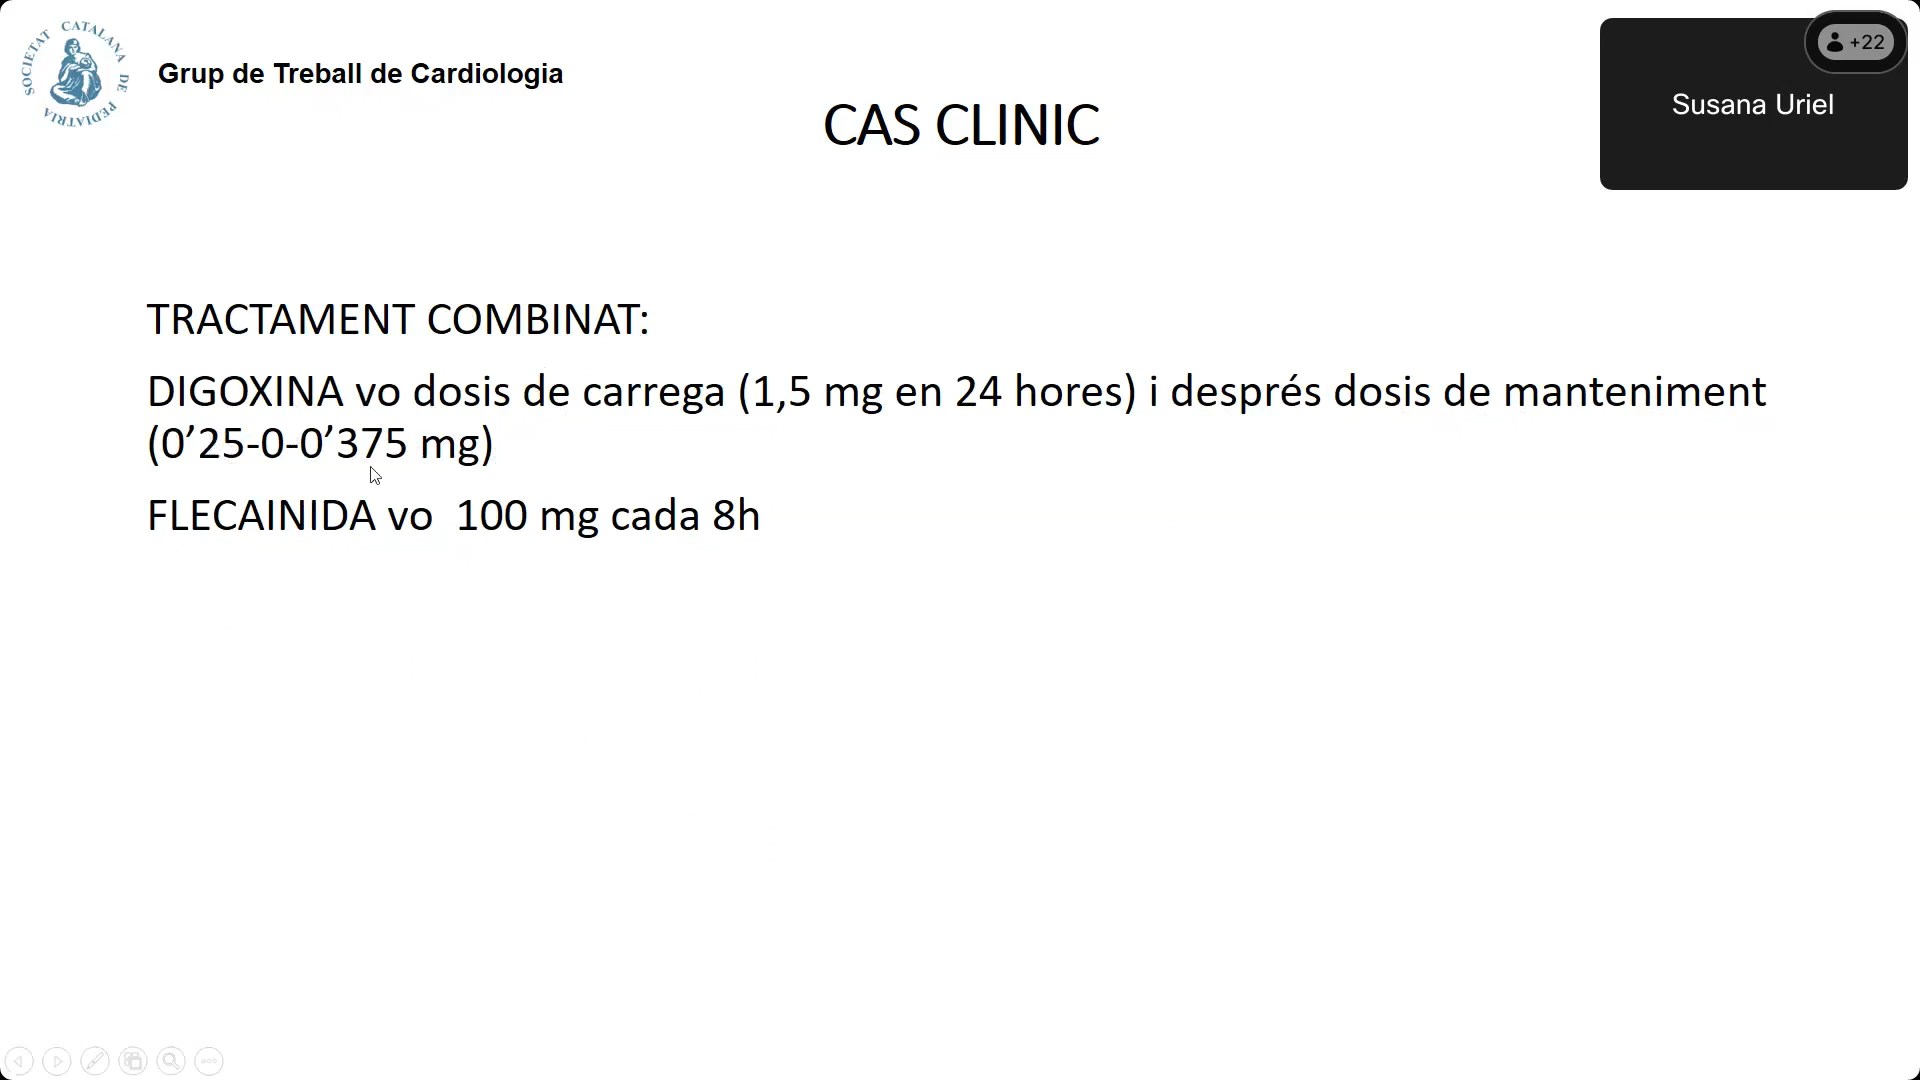 SOCIETAT CATALANA DE PEDIATRIA
Grup de Treball de Cardiologia
+22
Susana Uriel
CAS CLINIC
TRACTAMENT COMBINAT:
DIGOXINA vo dosis de carrega (1,5 mg en 24 hores) i després dosis de manteniment
(0’25-0-0’375 mg)
FLECAINIDA vo  100 mg cada 8h